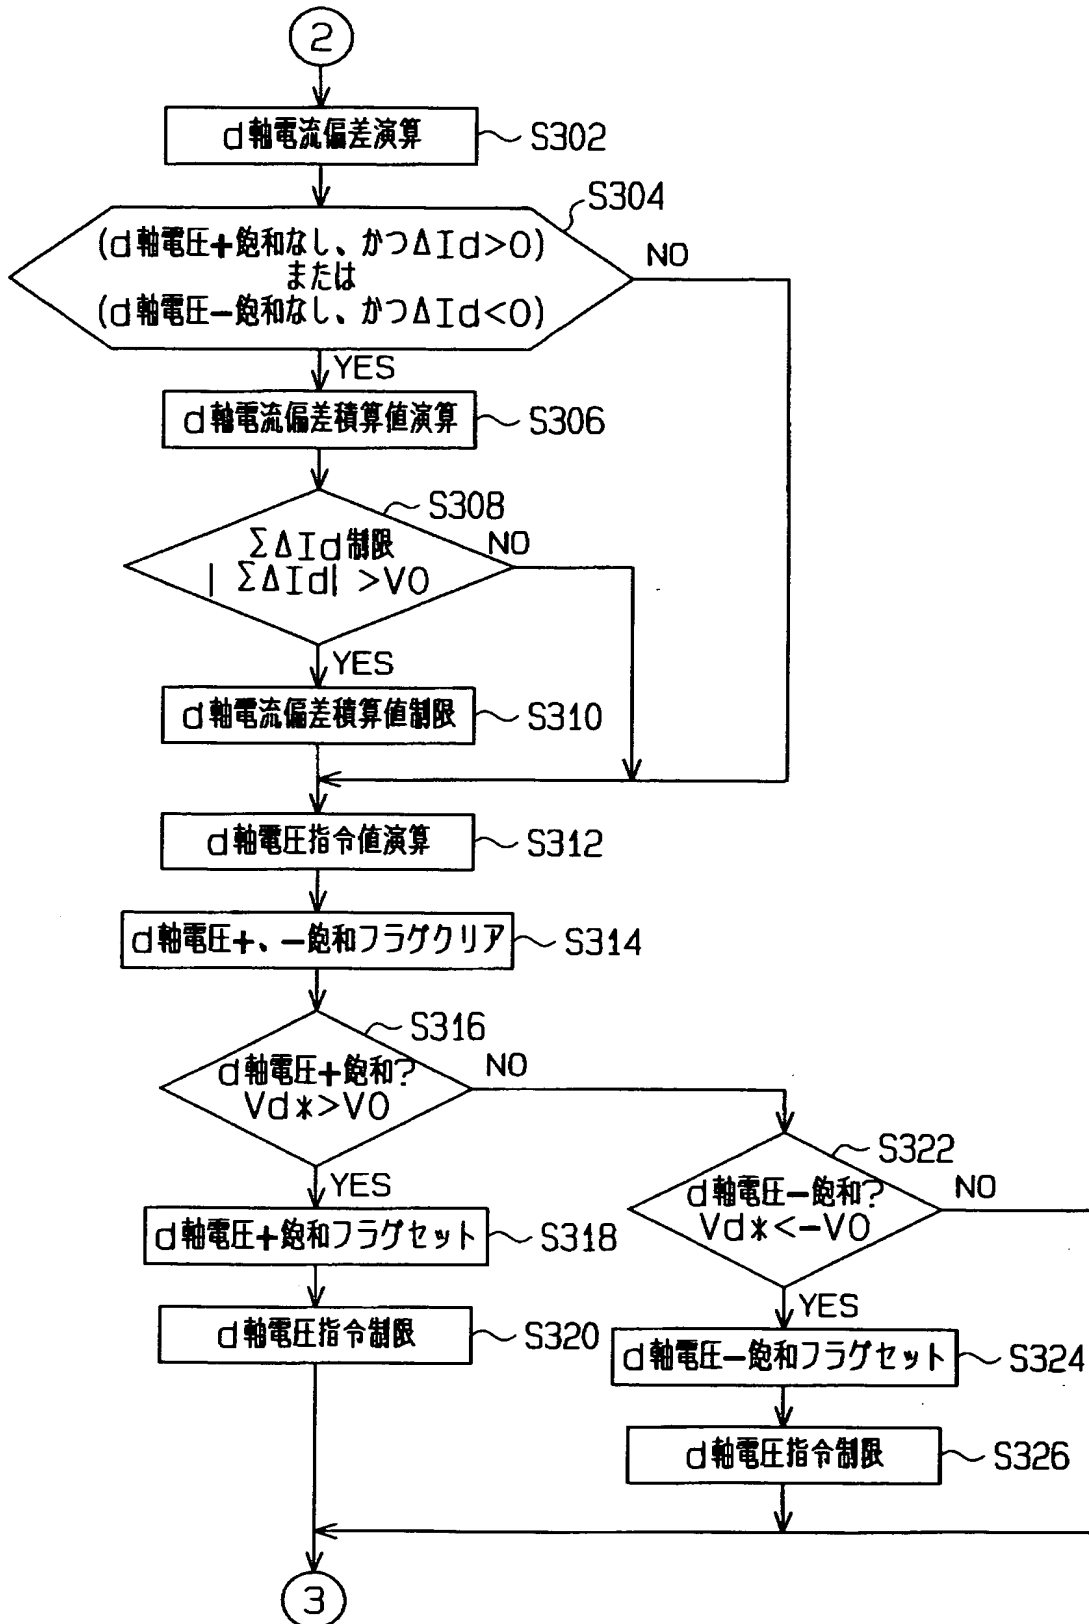 2
d軸電流偏差演算
S302
S304
(d軸電圧+飽和なし、かつΔId>0)
または
(d軸電圧−飽和なし、かつΔId<0)
NO
YES
d軸電流偏差積算値演算
S306
S308
ΣΔId制限
| ΣΔId| >V0
NO
YES
d軸電流偏差積算値制限
S310
d軸電圧指令値演算
S312
d軸電圧+、−飽和フラグクリア
S314
S316
d軸電圧+飽和?
Vd*>V0
NO
YES
d軸電圧+飽和フラグセット
S318
d軸電圧指令制限
S320
S322
d軸電圧−飽和?
Vd*<−V0
NO
YES
d軸電圧−飽和フラグセット
S324
d軸電圧指令制限
S326
3